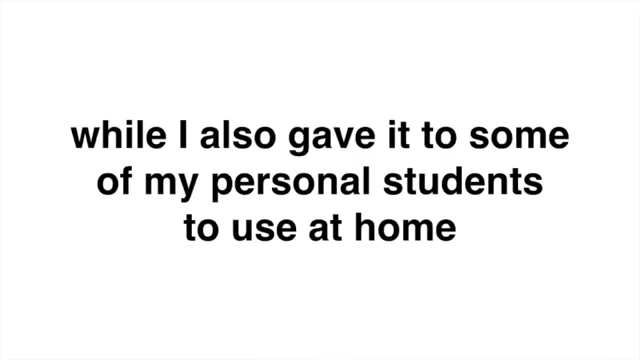 while I also gave it to some
of my personal students
to use at home